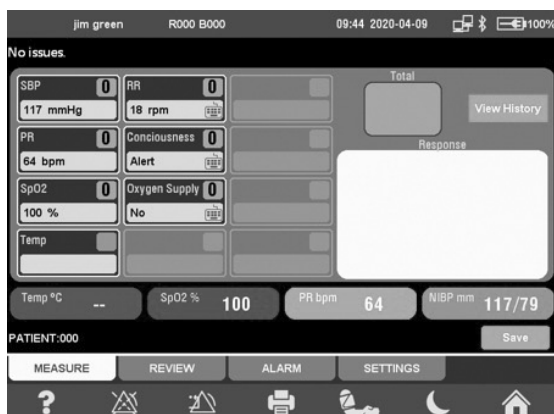 jim green R000 B000 09:44 2020-04-09 100%
No issues.
SBP 0 RR 0 Total
117 mmHg 18 rpm View History
PR 0 Conciousness 0 Response
64 bpm Alert
SpO2 0 Oxygen Supply 0
100 % No
Temp
Temp ºC -- SpO2 % 100 PR bpm 64 NIBP mm 117/79
PATIENT:000 Save
MEASURE REVIEW ALARM SETTINGS
?